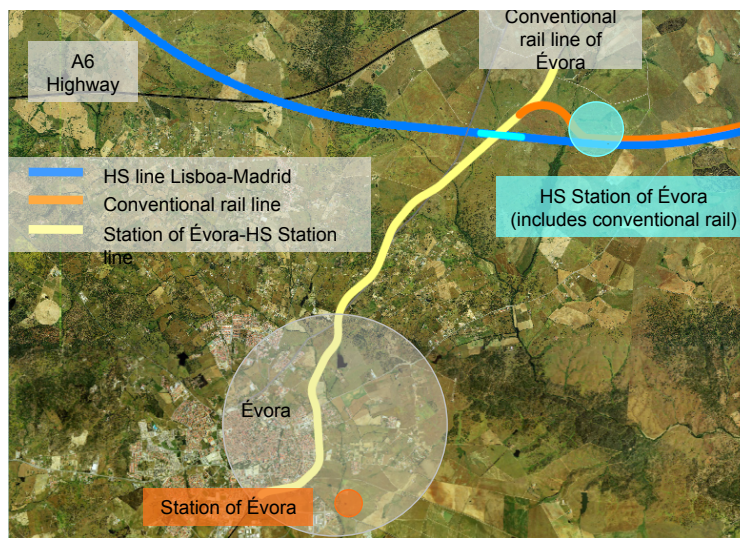 Conventional
rail line of
Évora
A6
Highway
HS line Lisboa-Madrid
Conventional rail line
Station of Évora-HS Station
line
HS Station of Évora
(includes conventional rail)
Évora
Station of Évora